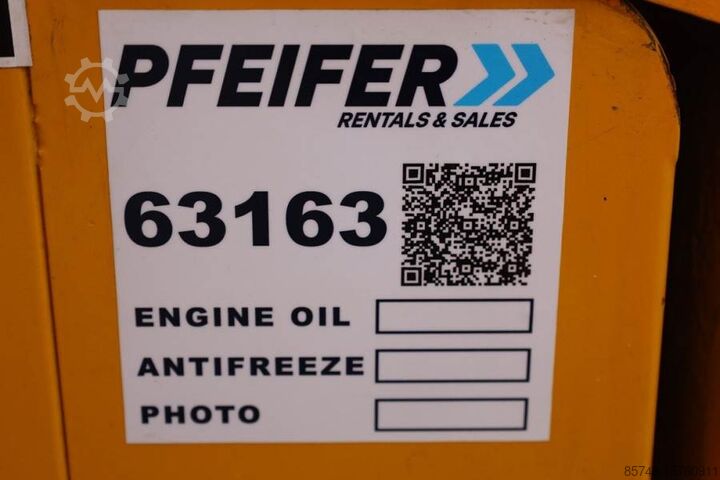 PFEIFER
RENTALS & SALES
63163
ENGINE OIL
ANTIFREEZE
PHOTO